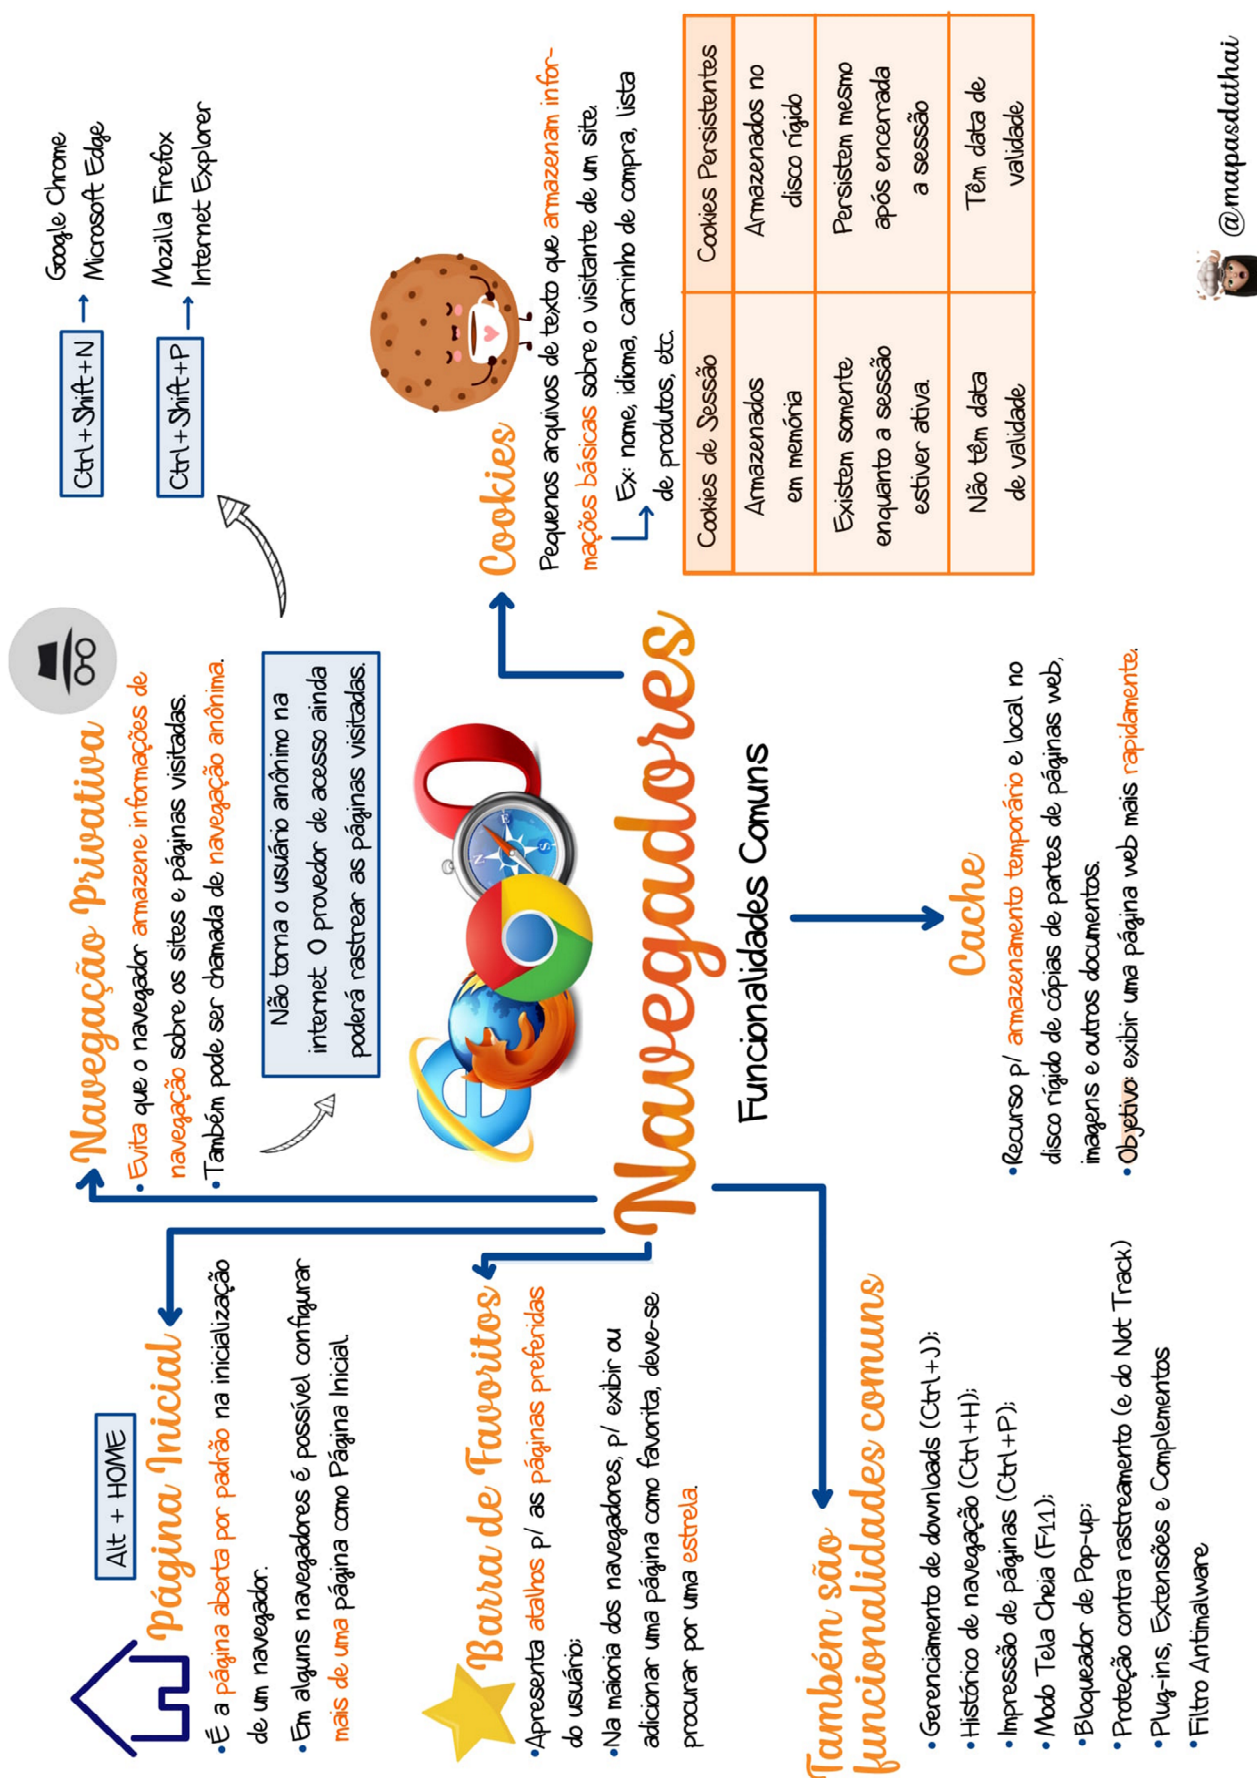 Alt + HOME
Página Inicial
•É a página aberta por padrão na inicialização
de um navegador.
•Em alguns navegadores é possível configurar
mais de uma página como Página Inicial.
Navegação Privativa
•Evita que o navegador armazene informações de
navegação sobre os sites e páginas visitadas.
•Também pode ser chamada de navegação anônima.
Não torna o usuário anônimo na
internet. O provedor de acesso ainda
poderá rastrear as páginas visitadas.
Ctrl+Shift+N
Google Chrome
Microsoft Edge
Ctrl+Shift+P
Mozilla Firefox
Internet Explorer
Barra de Favoritos
•Apresenta atalhos p/ as páginas preferidas
do usuário;
•Na maioria dos navegadores, p/ exibir ou
adicionar uma página como favorita, deve-se
procurar por uma estrela.
N
E
S
Navegadores
Funcionalidades Comuns
Cookies
Pequenos arquivos de texto que armazenam infor-
mações básicas sobre o visitante de um site.
Ex: nome, idioma, carrinho de compra, lista
de produtos, etc.
Cookies de Sessão
Cookies Persistentes
Armazenados
em memória
Armazenados no
disco rígido
Existem somente
enquanto a sessão
estiver ativa
Persistem mesmo
após encerrada
a sessão
Não têm data
de validade
Têm data de
validade
Também são
funcionalidades comuns
•Gerenciamento de downloads (Ctrl+J);
•Histórico de navegação (Ctrl+H);
•Impressão de páginas (Ctrl+P);
•Modo Tela Cheia (F11);
•Bloqueador de Pop-up;
•Proteção contra rastreamento (e do Not Track)
•Plug-ins, Extensões e Complementos
•Filtro Antimalware
Cache
•Recurso p/ armazenamento temporário e local no
disco rígido de cópias de partes de páginas web,
imagens e outros documentos.
•Objetivo: exibir uma página web mais rapidamente.
@mapasdathai